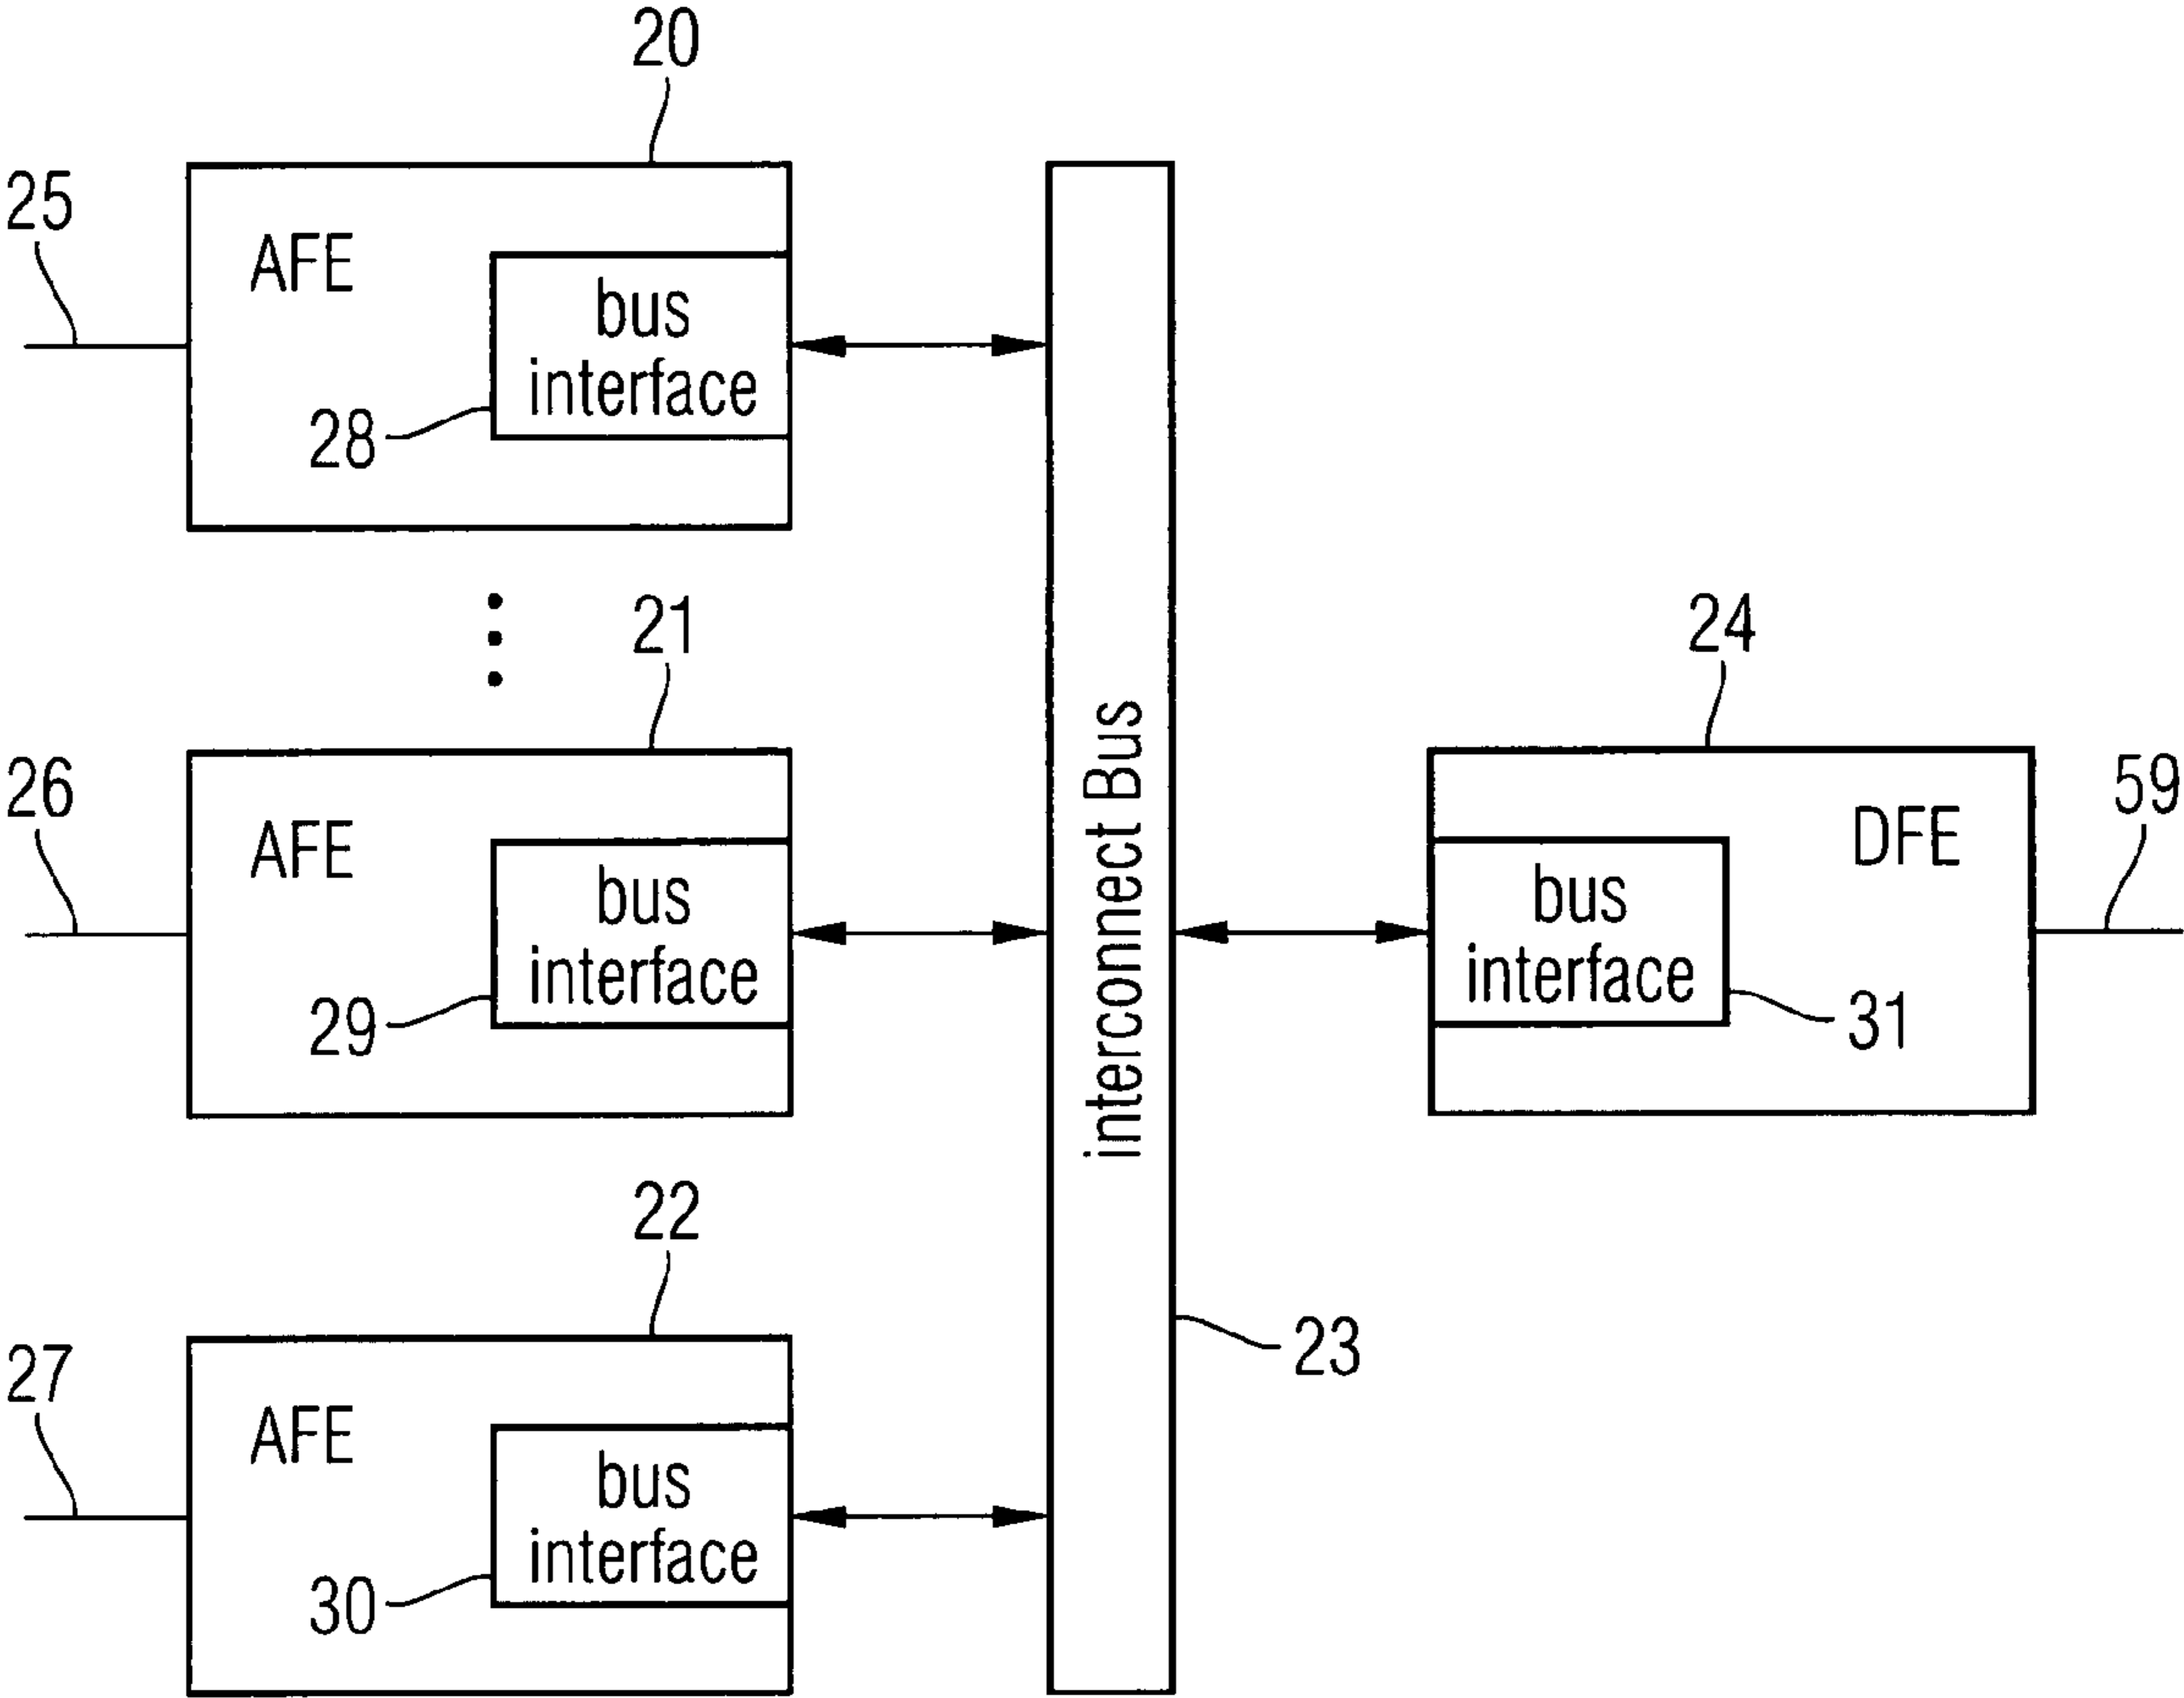 20
25
AFE
bus
interface
28
21
24
26
59
AFE
DFE
bus
interface
bus
interface
29
31
interconnect Bus
22
23
27
AFE
bus
interface
30